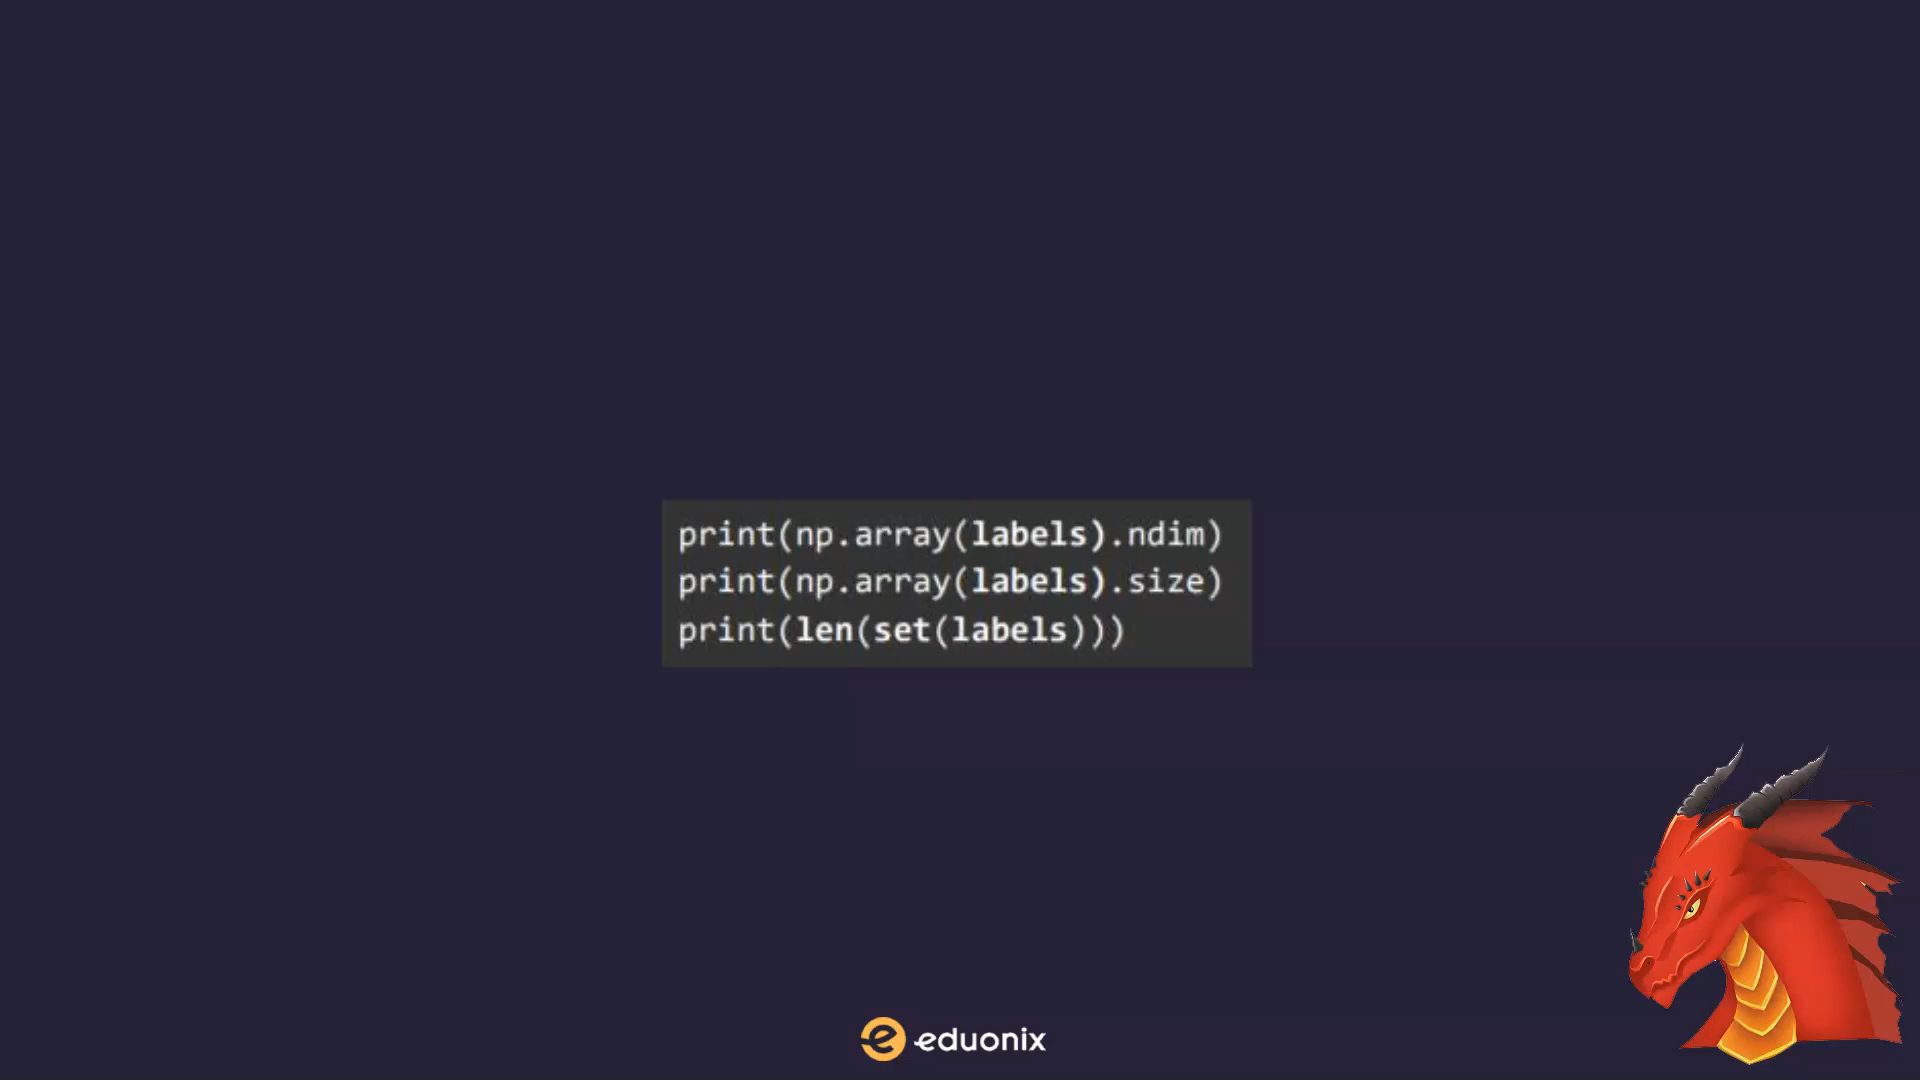 print(np.array(labels).ndim)
print(np.array(labels).size)
print(len(set(labels)))
eduonix